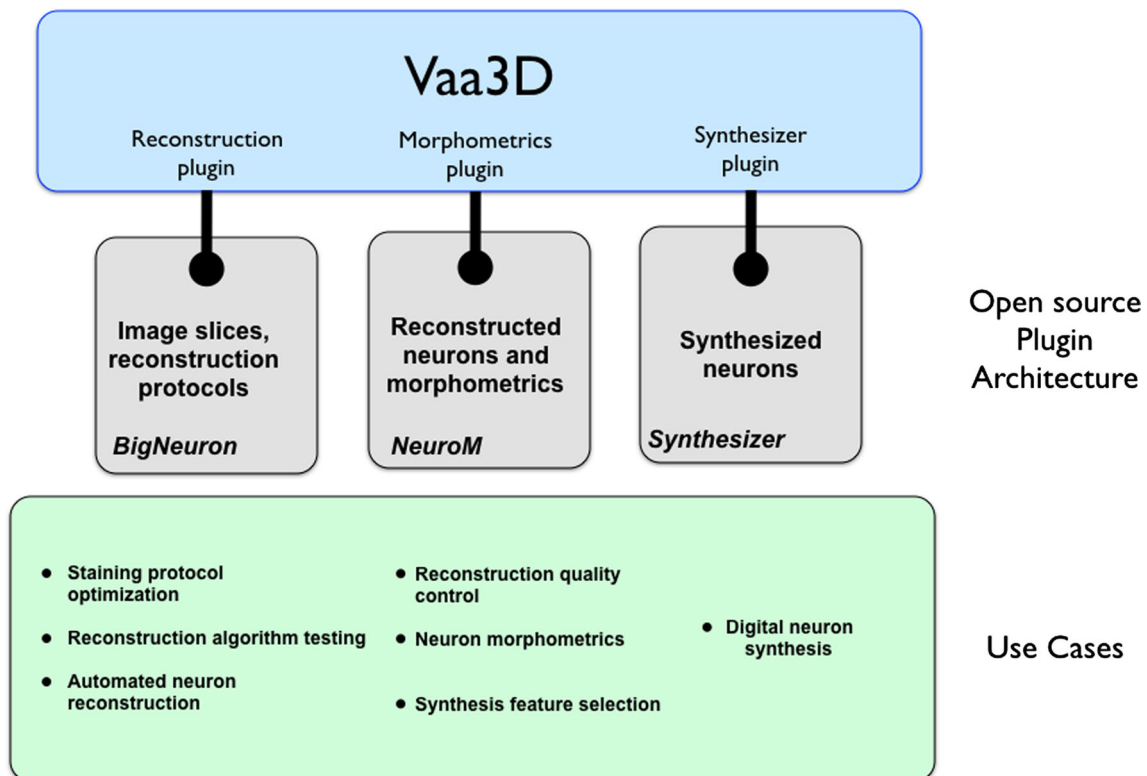 Vaa3D
Reconstruction
plugin
Morphometrics
plugin
Synthesizer
plugin
Image slices,
reconstruction
protocols
BigNeuron
Reconstructed
neurons and
morphometrics
NeuroM
Synthesized
neurons
Synthesizer
Open source
Plugin
Architecture
• Staining protocol
optimization
• Reconstruction algorithm testing
• Automated neuron
reconstruction
• Reconstruction quality
control
• Neuron morphometrics
• Synthesis feature selection
• Digital neuron
synthesis
Use Cases